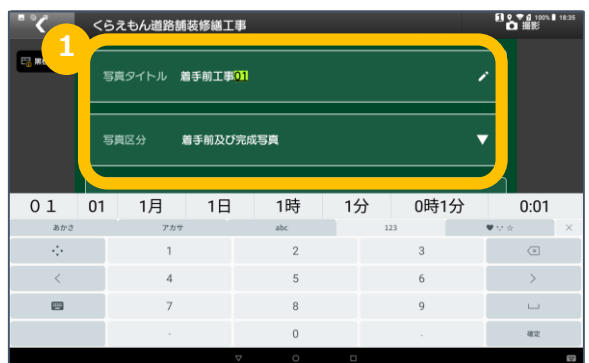 くらえもん道路舗装修繕工事
100% 18:35
撮影
1
黒
写真タイトル 着手前工事01
写真区分 着手前及び完成写真 ▼
０１ 01 1月 1日 1時 1分 0時1分 0:01
あかさ アカサ abc 123 ♥ ☆ ×
1 2 3
< 4 5 6 >
7 8 9
- 0 . 確定